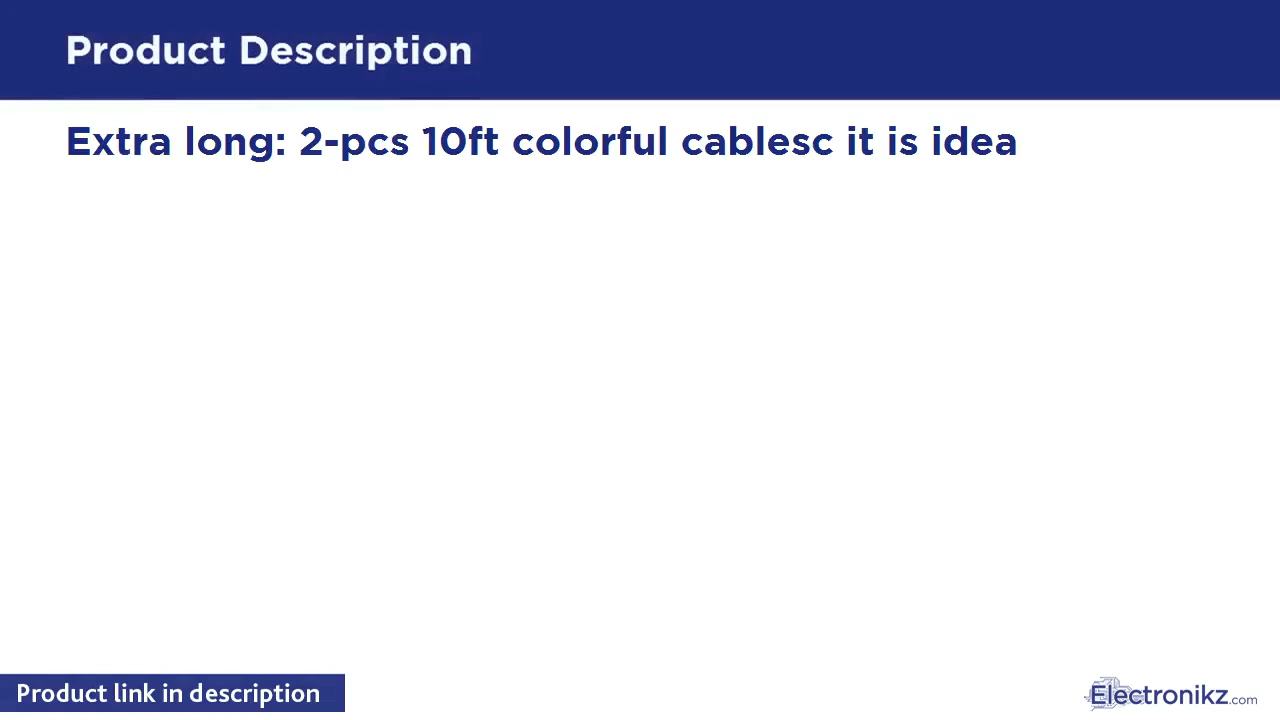 Product Description
Extra long: 2-pcs 10ft colorful cablesc it is idea
Product link in description
Electronikz.com